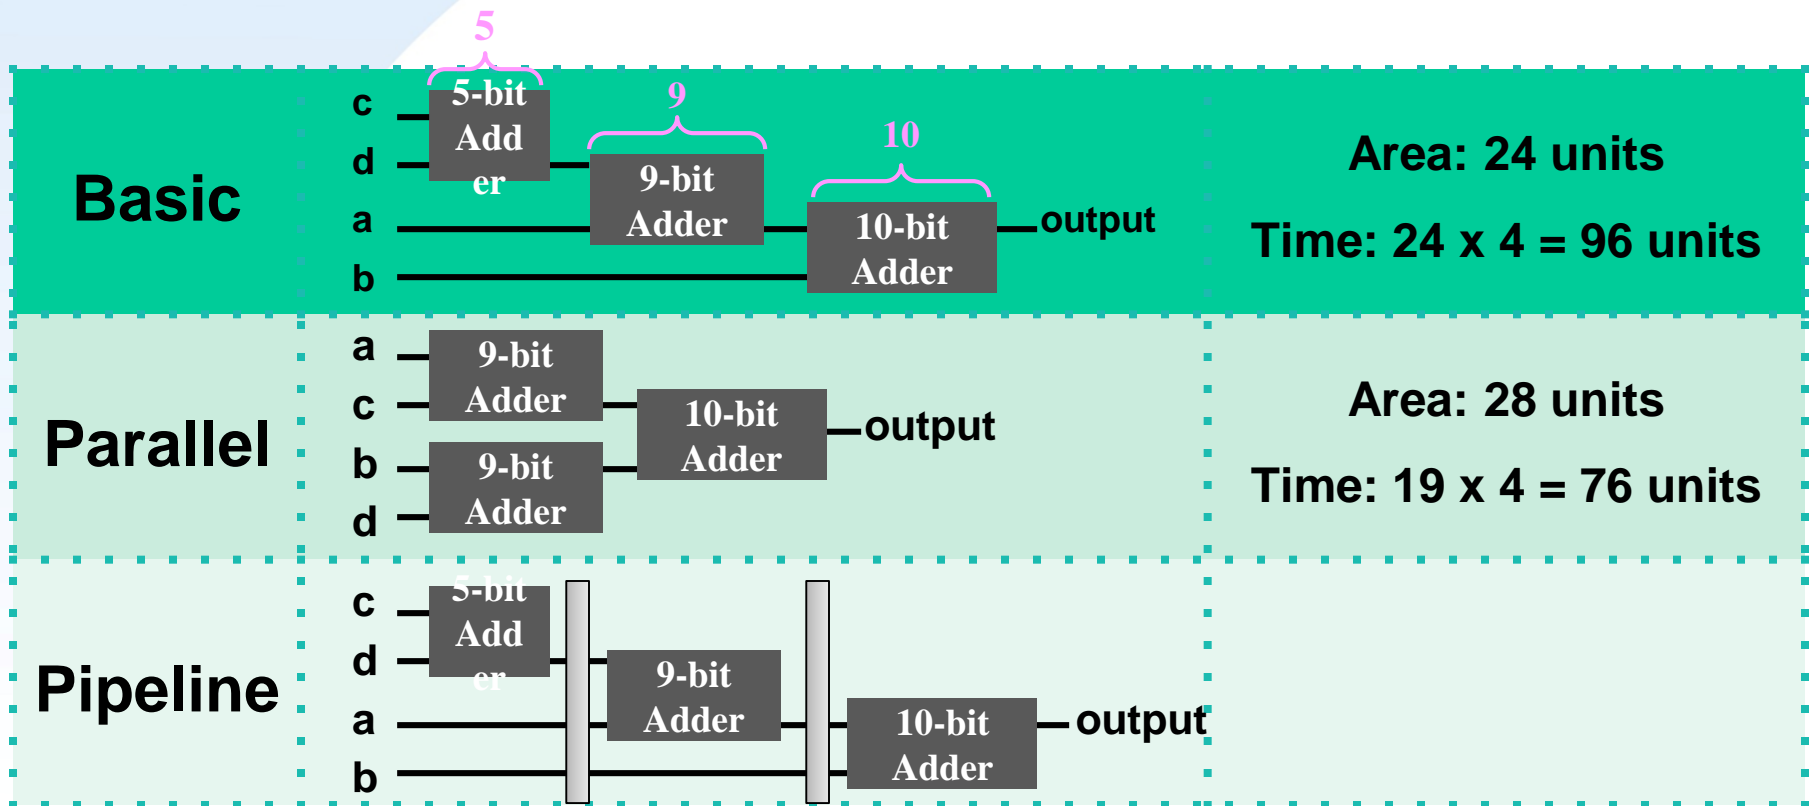 5
Basic
c
d
a
b
5-bit
Add
er
9
9-bit
Adder
10
10-bit
Adder
output
Area: 24 units
Time: 24 x 4 = 96 units
Parallel
a
c
b
d
9-bit
Adder
9-bit
Adder
10-bit
Adder
output
Area: 28 units
Time: 19 x 4 = 76 units
Pipeline
c
d
a
b
5-bit
Add
er
9-bit
Adder
10-bit
Adder
output